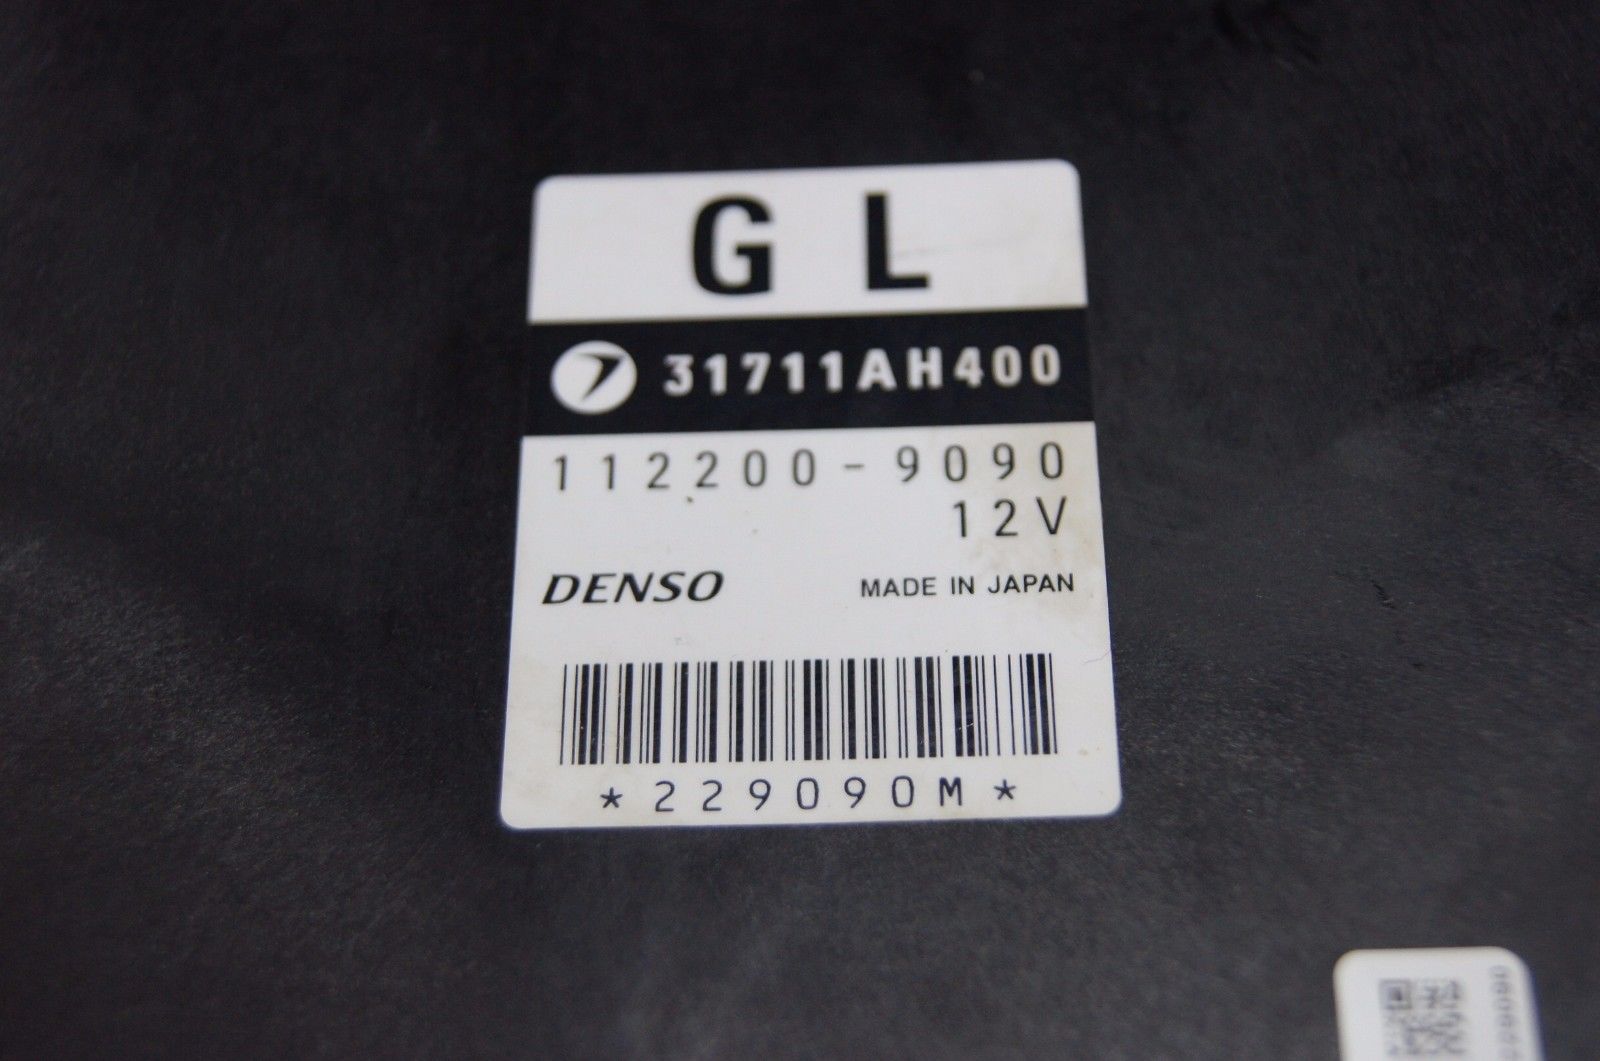 G L
31711AH400
112200-9090
12V
DENSO MADE IN JAPAN
*229090M*